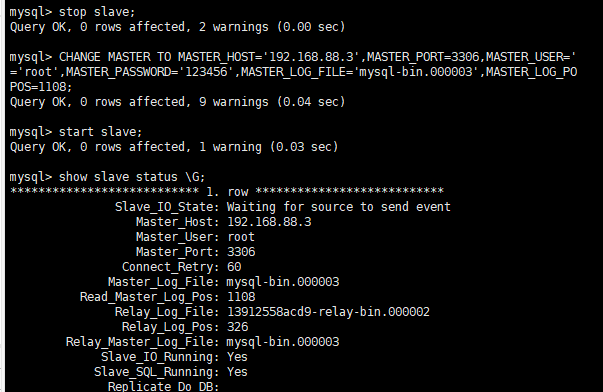 mysql> stop slave;
Query OK, 0 rows affected, 2 warnings (0.00 sec)
mysql> CHANGE MASTER TO MASTER_HOST='192.168.88.3',MASTER_PORT=3306,MASTER_USER='
='root',MASTER_PASSWORD='123456',MASTER_LOG_FILE='mysql-bin.000003',MASTER_LOG_PO
POS=1108;
Query OK, 0 rows affected, 9 warnings (0.04 sec)
mysql> start slave;
Query OK, 0 rows affected, 1 warning (0.03 sec)
mysql> show slave status \G;
*************************** 1. row ***************************
Slave_IO_State: Waiting for source to send event
Master_Host: 192.168.88.3
Master_User: root
Master_Port: 3306
Connect_Retry: 60
Master_Log_File: mysql-bin.000003
Read_Master_Log_Pos: 1108
Relay_Log_File: 13912558acd9-relay-bin.000002
Relay_Log_Pos: 326
Relay_Master_Log_File: mysql-bin.000003
Slave_IO_Running: Yes
Slave_SQL_Running: Yes
Replicate_Do_DB: